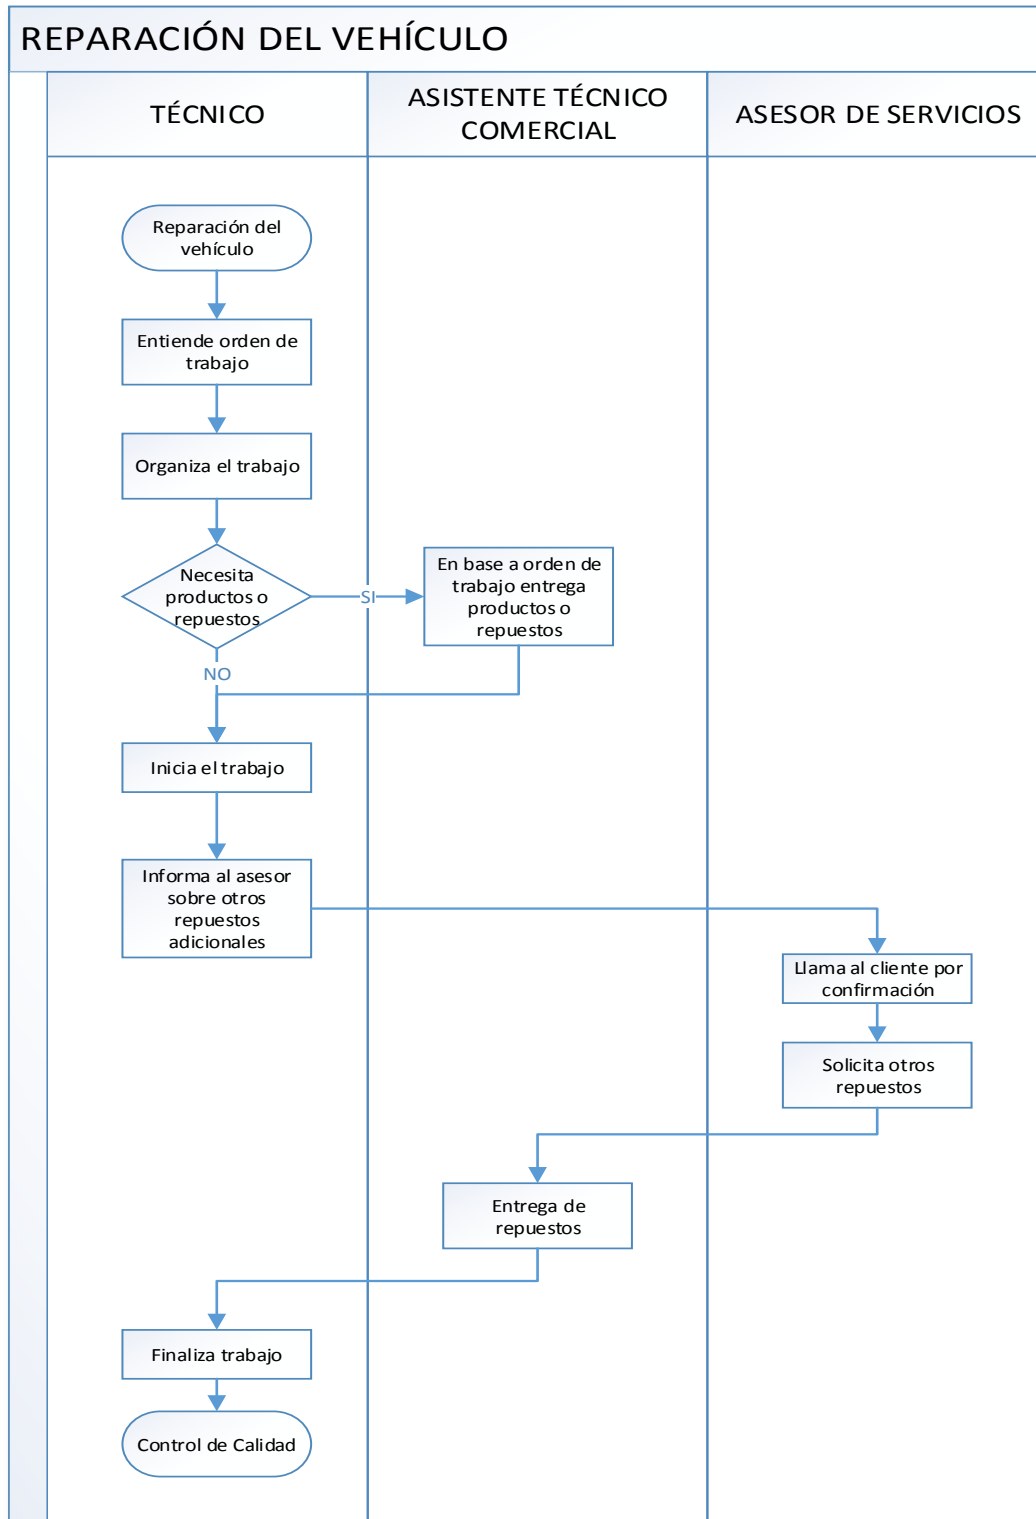 REPARACIÓN DEL VEHÍCULO
TÉCNICO
ASISTENTE TÉCNICO
COMERCIAL
ASESOR DE SERVICIOS
Reparación del
vehículo
Entiende orden de
trabajo
Organiza el trabajo
Necesita
productos o
repuestos
SI
En base a orden de
trabajo entrega
productos o
repuestos
NO
Inicia el trabajo
Informa al asesor
sobre otros
repuestos
adicionales
Llama al cliente por
confirmación
Solicita otros
repuestos
Entrega de
repuestos
Finaliza trabajo
Control de Calidad